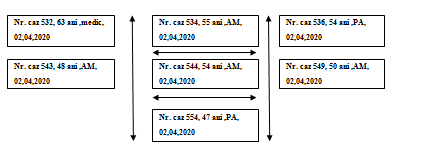 Nr. caz 532, 63 ani ,medic,
02,04,2020
Nr. caz 534, 55 ani ,AM,
02,04,2020
Nr. caz 536, 54 ani ,PA,
02,04,2020
Nr. caz 543, 48 ani ,AM,
02,04,2020
Nr. caz 544, 54 ani ,AM,
02,04,2020
Nr. caz 549, 50 ani ,AM,
02,04,2020
Nr. caz 554, 47 ani ,PA,
02,04,2020